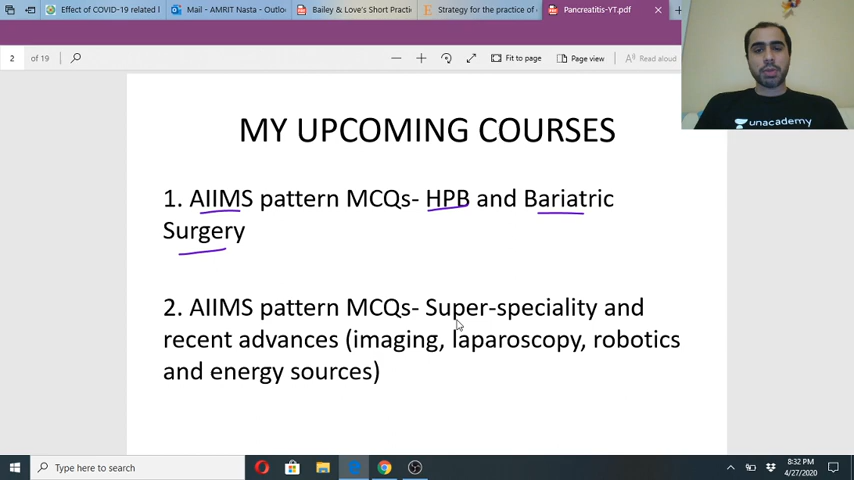 Effect of COVID-19 related l
Mail - AMRIT Nasta - Outlo
Bailey & Love's Short Practi
Strategy for the practice of
Pancreatitis-YT.pdf
2 of 19
Fit to page
Page view
Read aloud
unacademy
MY UPCOMING COURSES
1. AIIMS pattern MCQs- HPB and Bariatric
Surgery
2. AIIMS pattern MCQs- Super-speciality and
recent advances (imaging, laparoscopy, robotics
and energy sources)
Type here to search
8:32 PM
4/27/2020